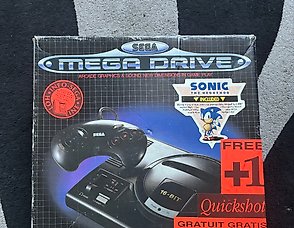 SEGA
MEGA DRIVE
ARCADE GRAPHICS & SOUND NEW DIMENSIONS IN GAME PLAY
SONIC
THE HEDGEHOG
INCLUDED
SEGA
16-BIT
FREE
+1
Quickshot
GRATUIT GRATIS